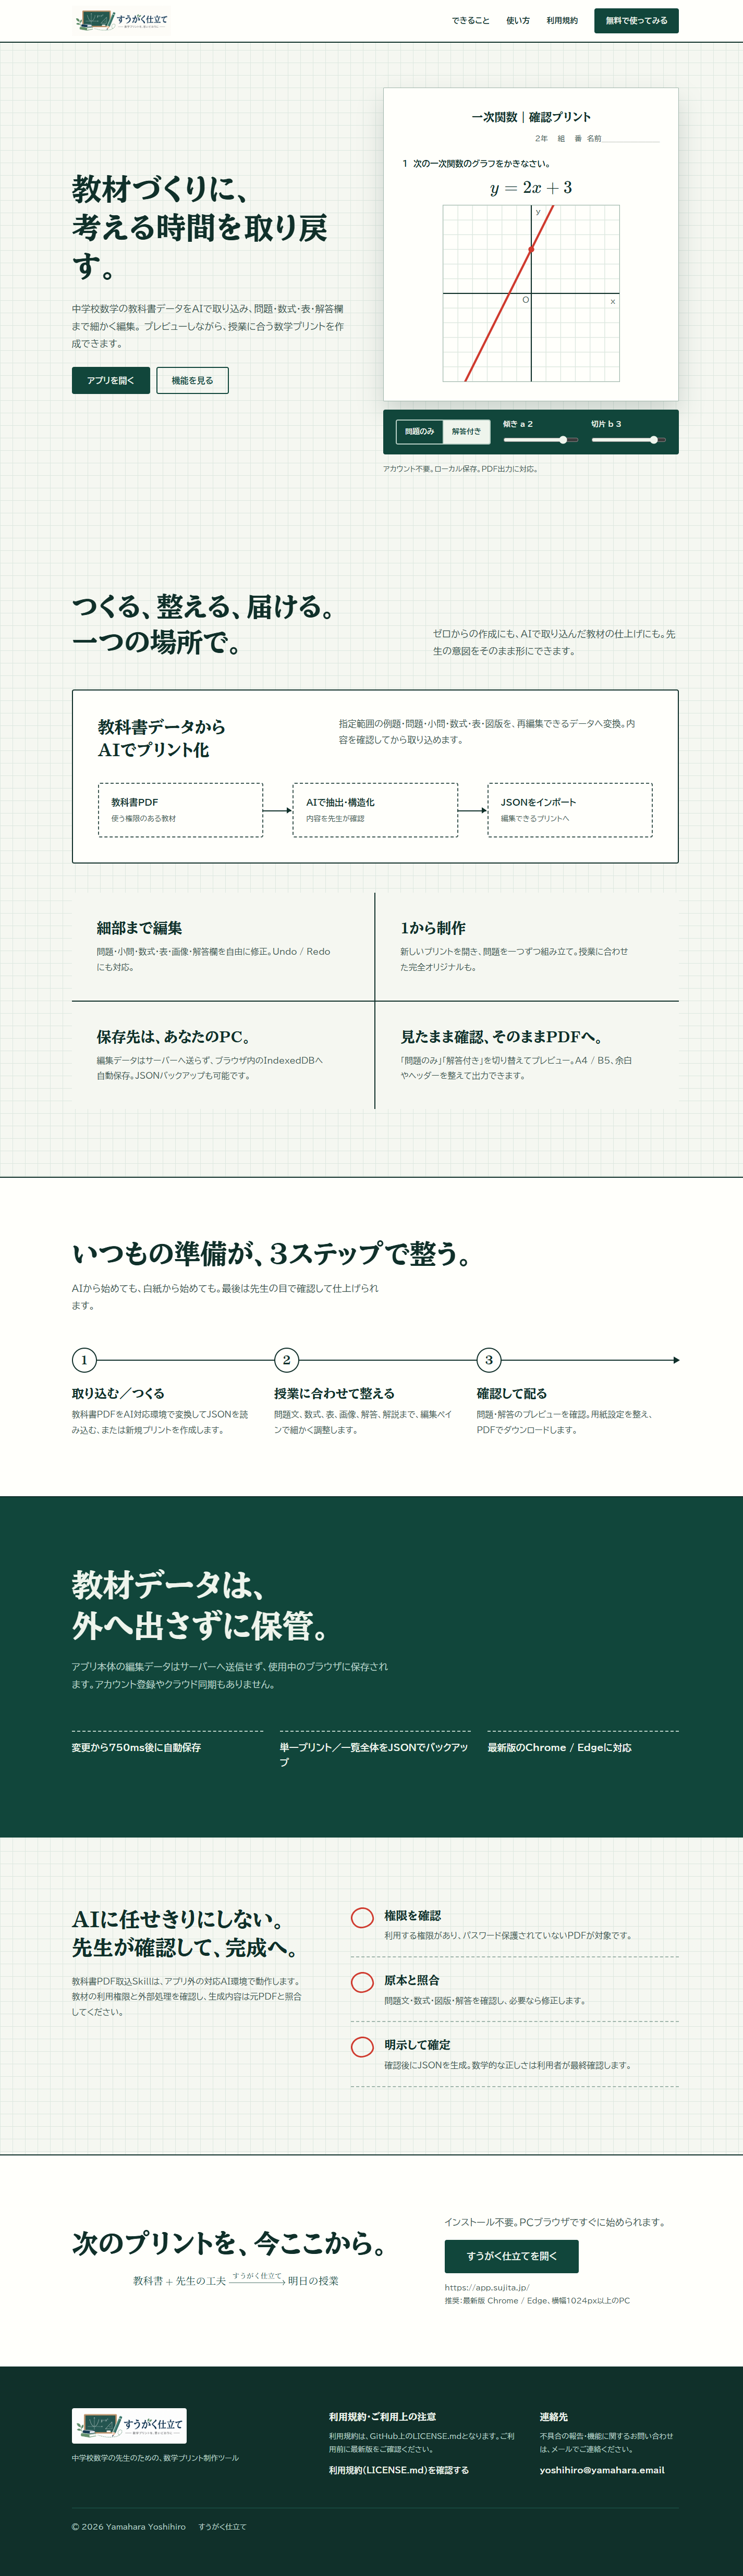 すうがく仕立て
できること
使い方
利用規約
無料で使ってみる
教材づくりに、
考える時間を取り戻
す。
中学校数学の教科書データをAIで取り込み、問題・数式・表・解答欄
まで細かく編集。プレビューしながら、授業に合う数学プリントを作
成できます。
アプリを開く
機能を見る
一次関数｜確認プリント
2年 組 番 名前
1 次の一次関数のグラフをかきなさい。
y = 2x + 3
y
O
x
問題のみ
解答付き
傾き a 2
切片 b 3
アカウント不要。ローカル保存。PDF出力に対応。
つくる、整える、届ける。
一つの場所で。
ゼロからの作成にも、AIで取り込んだ教材の仕上げにも。先
生の意図をそのまま形にできます。
教科書データから
AIでプリント化
指定範囲の例題・問題・小問・数式・表・図版を、再編集できるデータへ変換。内
容を確認してから取り込めます。
教科書PDF
使う権限のある教材
AIで抽出・構造化
内容を先生が確認
JSONをインポート
編集できるプリントへ
細部まで編集
問題・小問・数式・表・画像・解答欄を自由に修正。Undo / Redo
にも対応。
1から制作
新しいプリントを開き、問題を一つずつ組み立て。授業に合わせ
た完全オリジナルも。
保存先は、あなたのPC。
編集データはサーバーへ送らず、ブラウザ内のIndexedDBへ
自動保存。JSONバックアップも可能です。
見たまま確認、そのままPDFへ。
「問題のみ」「解答付き」を切り替えてプレビュー。A4 / B5、余白
やヘッダーを整えて出力できます。
いつもの準備が、3ステップで整う。
AIから始めても、白紙から始めても。最後は先生の目で確認して仕上げられ
ます。
1
2
3
取り込む／つくる
教科書PDFをAI対応環境で変換してJSONを読
み込む、または新規プリントを作成します。
授業に合わせて整える
問題文、数式、表、画像、解答、解説まで、編集ペイ
ンで細かく調整します。
確認して配る
問題・解答のプレビューを確認。用紙設定を整え、
PDFでダウンロードします。
教材データは、
外へ出さずに保管。
アプリ本体の編集データはサーバーへ送信せず、使用中のブラウザに保存され
ます。アカウント登録やクラウド同期もありません。
変更から750ms後に自動保存
単一プリント／一覧全体をJSONでバックアッ
プ
最新版のChrome / Edgeに対応
AIに任せきりにしない。
先生が確認して、完成へ。
教科書PDF取込Skillは、アプリ外の対応AI環境で動作します。
教材の利用権限と外部処理を確認し、生成内容は元PDFと照合
してください。
権限を確認
利用する権限があり、パスワード保護されていないPDFが対象です。
原本と照合
問題文・数式・図版・解答を確認し、必要なら修正します。
明示して確定
確認後にJSONを生成。数学的な正しさは利用者が最終確認します。
次のプリントを、今ここから。
教科書 + 先生の工夫 すうがく仕立て 明日の授業
インストール不要。PCブラウザですぐに始められます。
すうがく仕立てを開く
https://app.sujita.jp/
推奨：最新版 Chrome / Edge、横幅1024px以上のPC
すうがく仕立て
中学校数学の先生のための、数学プリント制作ツール
利用規約・ご利用上の注意
利用規約は、GitHub上のLICENSE.mdとなります。ご利
用前に最新版をご確認ください。
利用規約（LICENSE.md）を確認する
連絡先
不具合の報告・機能に関するお問い合わせ
は、メールでご連絡ください。
yoshihiro@yamahara.email
© 2026 Yamahara Yoshihiro すうがく仕立て